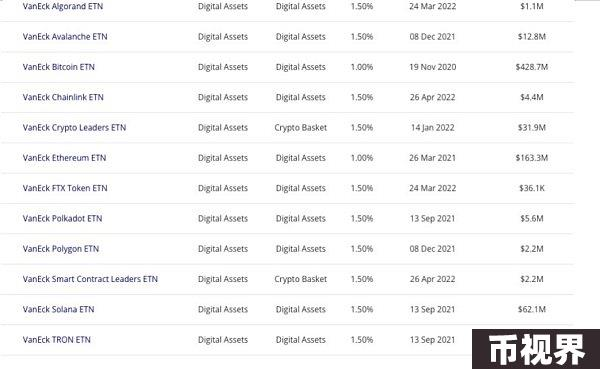 VanEck Algorand ETN Digital Assets Digital Assets 1.50% 24 Mar 2022 $1.1M
VanEck Avalanche ETN Digital Assets Digital Assets 1.50% 08 Dec 2021 $12.8M
VanEck Bitcoin ETN Digital Assets Digital Assets 1.00% 19 Nov 2020 $428.7M
VanEck Chainlink ETN Digital Assets Digital Assets 1.50% 26 Apr 2022 $4.4M
VanEck Crypto Leaders ETN Digital Assets Crypto Basket 1.50% 14 Jan 2022 $31.9M
VanEck Ethereum ETN Digital Assets Digital Assets 1.00% 26 Mar 2021 $163.3M
VanEck FTX Token ETN Digital Assets Digital Assets 1.50% 24 Mar 2022 $36.1K
VanEck Polkadot ETN Digital Assets Digital Assets 1.50% 13 Sep 2021 $5.6M
VanEck Polygon ETN Digital Assets Digital Assets 1.50% 08 Dec 2021 $2.2M
VanEck Smart Contract Leaders ETN Digital Assets Crypto Basket 1.50% 26 Apr 2022 $2.2M
VanEck Solana ETN Digital Assets Digital Assets 1.50% 13 Sep 2021 $62.1M
VanEck TRON ETN Digital Assets Digital Assets 1.50% 13 Sep 2021
币视界